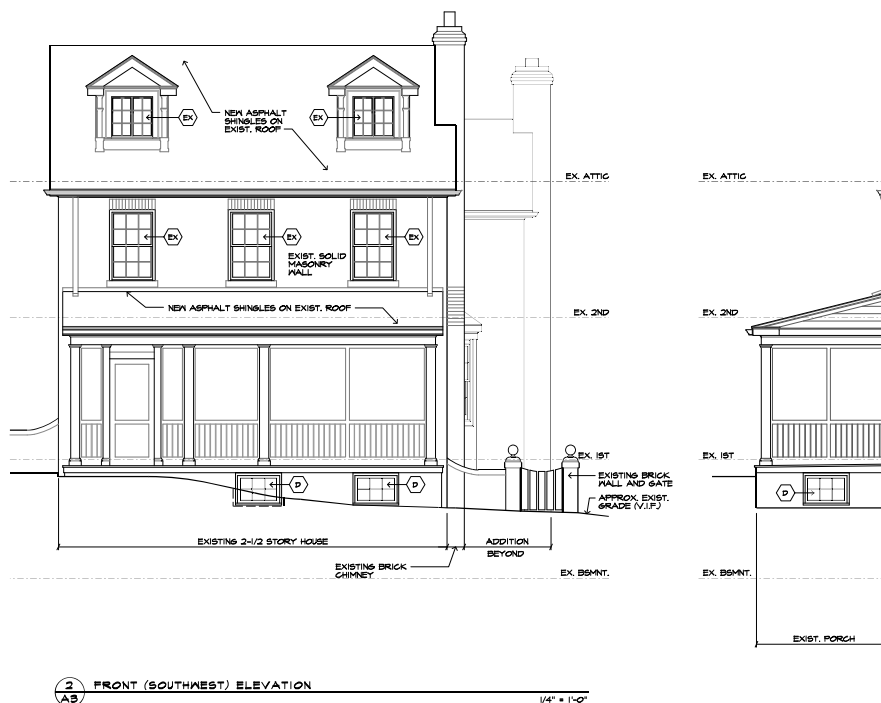 EX
NEW ASPHALT
SHINGLES ON
EXIST. ROOF
EX
EX. ATTIC
EX. ATTIC
EX
EX
EX
EXIST. SOLID
MASONRY
WALL
NEW ASPHALT SHINGLES ON EXIST. ROOF
EX. 2ND
EX. 2ND
EX. 1ST
EX. 1ST
D
D
EXISTING BRICK
WALL AND GATE
APPROX. EXIST.
GRADE (V.I.F.)
D
EXISTING 2-1/2 STORY HOUSE
ADDITION
BEYOND
EXISTING BRICK
CHIMNEY
EX. BSMNT.
EX. BSMNT.
EXIST. PORCH
2
A3
FRONT (SOUTHWEST) ELEVATION
1/4" = 1'-0"